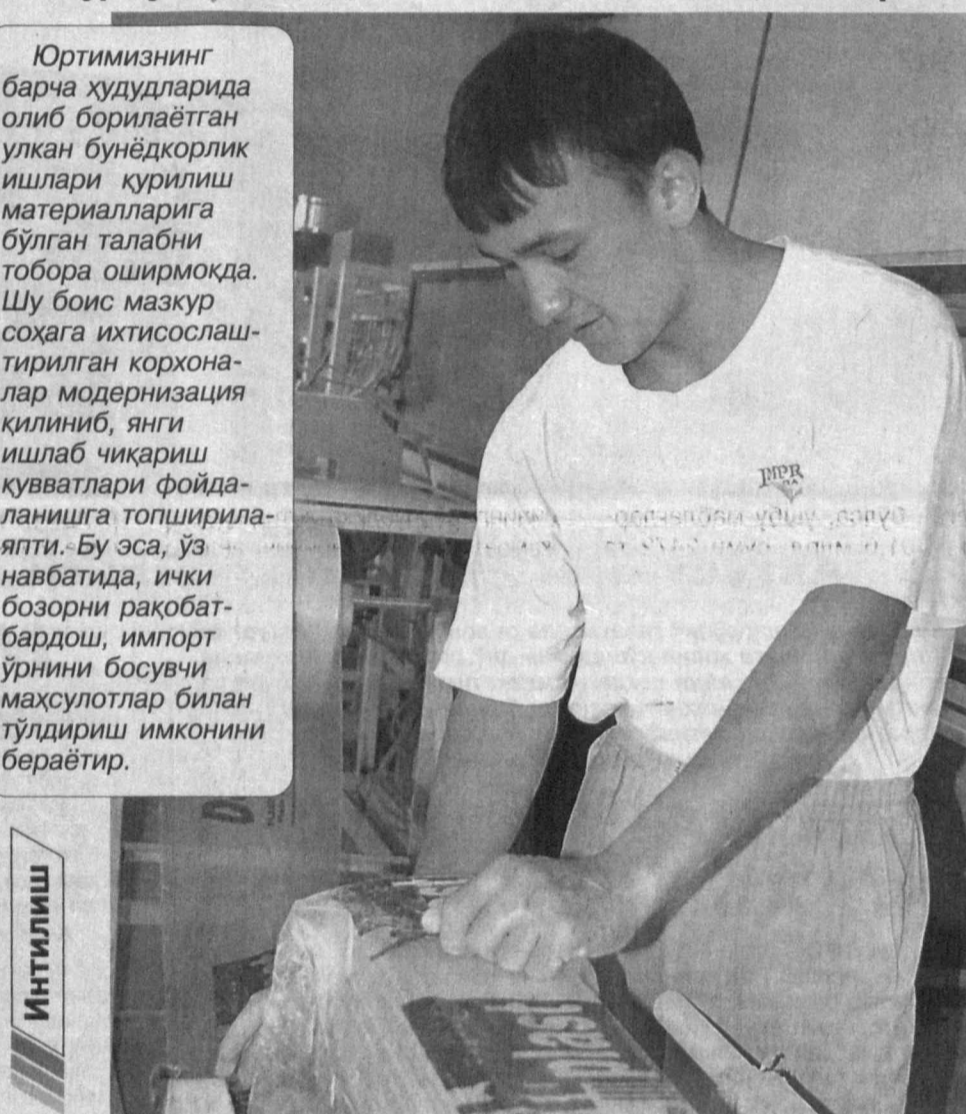 Юртимизнинг
барча ҳудудларида
олиб борилаётган
улкан бунёдкорлик
ишлари қурилиш
материалларига
бўлган талабни
тобора оширмоқда.
Шу боис мазкур
соҳага ихтисослаш-
тирилган корхона-
лар модернизация
қилиниб, янги
ишлаб чиқариш
қувватлари фойда-
ланишга топширила-
япти. Бу эса, ўз
навбатида, ички
бозорни рақобат-
бардош, импорт
ўрнини босувчи
маҳсулотлар билан
тўлдириш имконини
бераётир.
Интилиш